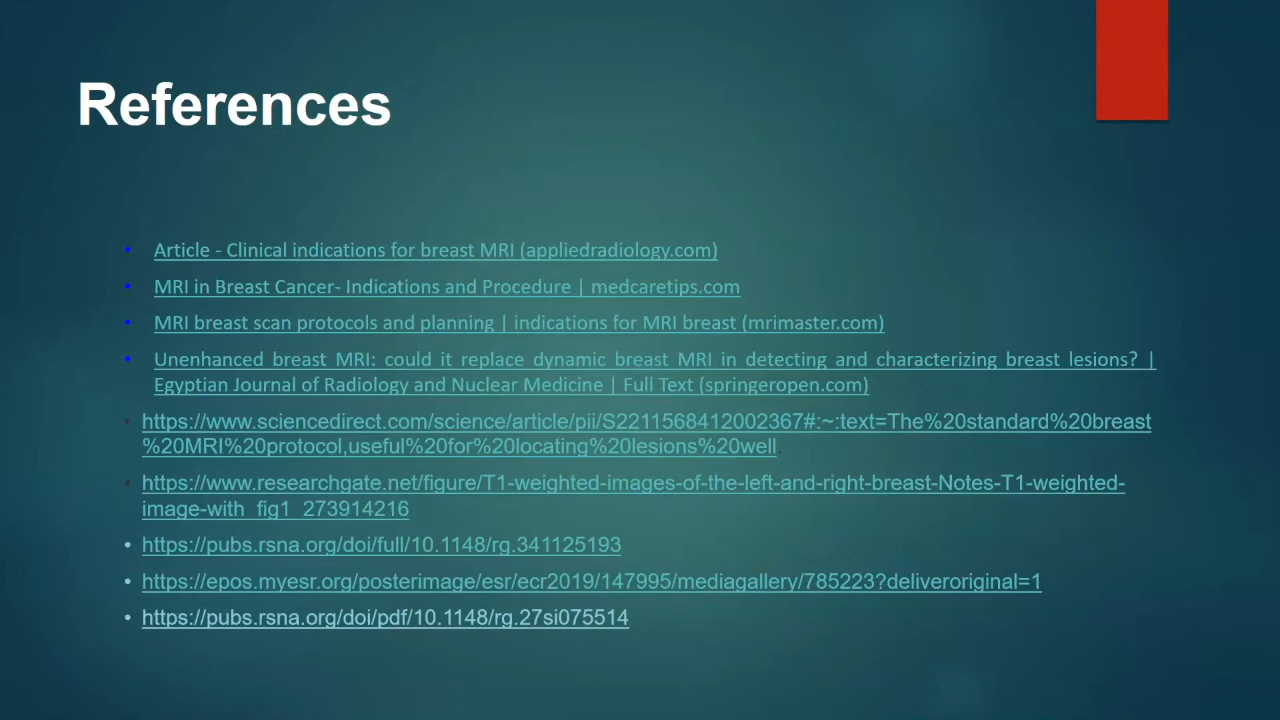 References
• Article - Clinical indications for breast MRI (appliedradiology.com)
• MRI in Breast Cancer- Indications and Procedure | medcaretips.com
• MRI breast scan protocols and planning | indications for MRI breast (mrimaster.com)
• Unenhanced breast MRI: could it replace dynamic breast MRI in detecting and characterizing breast lesions? |
Egyptian Journal of Radiology and Nuclear Medicine | Full Text (springeropen.com)
• https://www.sciencedirect.com/science/article/pii/S2211568412002367#:~:text=The%20standard%20breast
%20MRI%20protocol,useful%20for%20locating%20lesions%20well.
• https://www.researchgate.net/figure/T1-weighted-images-of-the-left-and-right-breast-Notes-T1-weighted-
image-with_fig1_273914216
• https://pubs.rsna.org/doi/full/10.1148/rg.341125193
• https://epos.myesr.org/posterimage/esr/ecr2019/147995/mediagallery/785223?deliveroriginal=1
• https://pubs.rsna.org/doi/pdf/10.1148/rg.27si075514